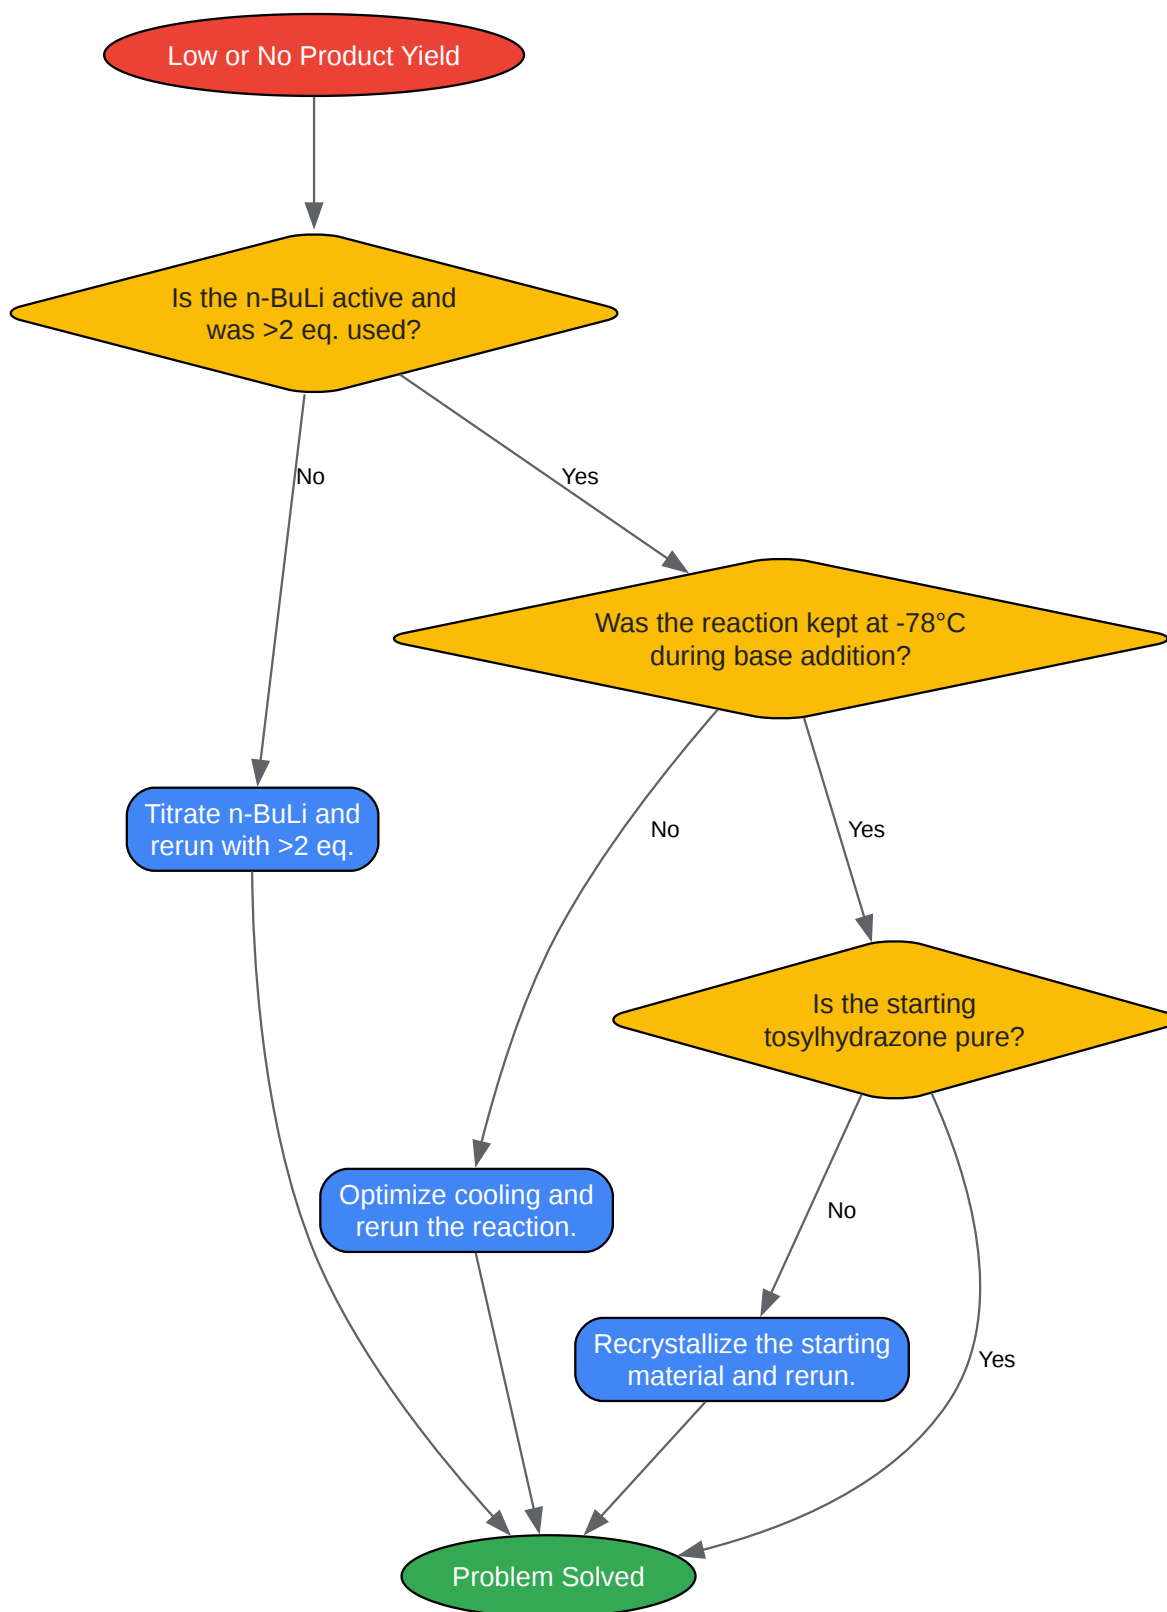 Low or No Product Yield
Is the n-BuLi active and
was >2 eq. used?
No
Yes
Was the reaction kept at -78°C
during base addition?
Titrate n-BuLi and
rerun with >2 eq.
No
Yes
Is the starting
tosylhydrazone pure?
Optimize cooling and
rerun the reaction.
No
Recrystallize the starting
material and rerun.
Yes
Problem Solved